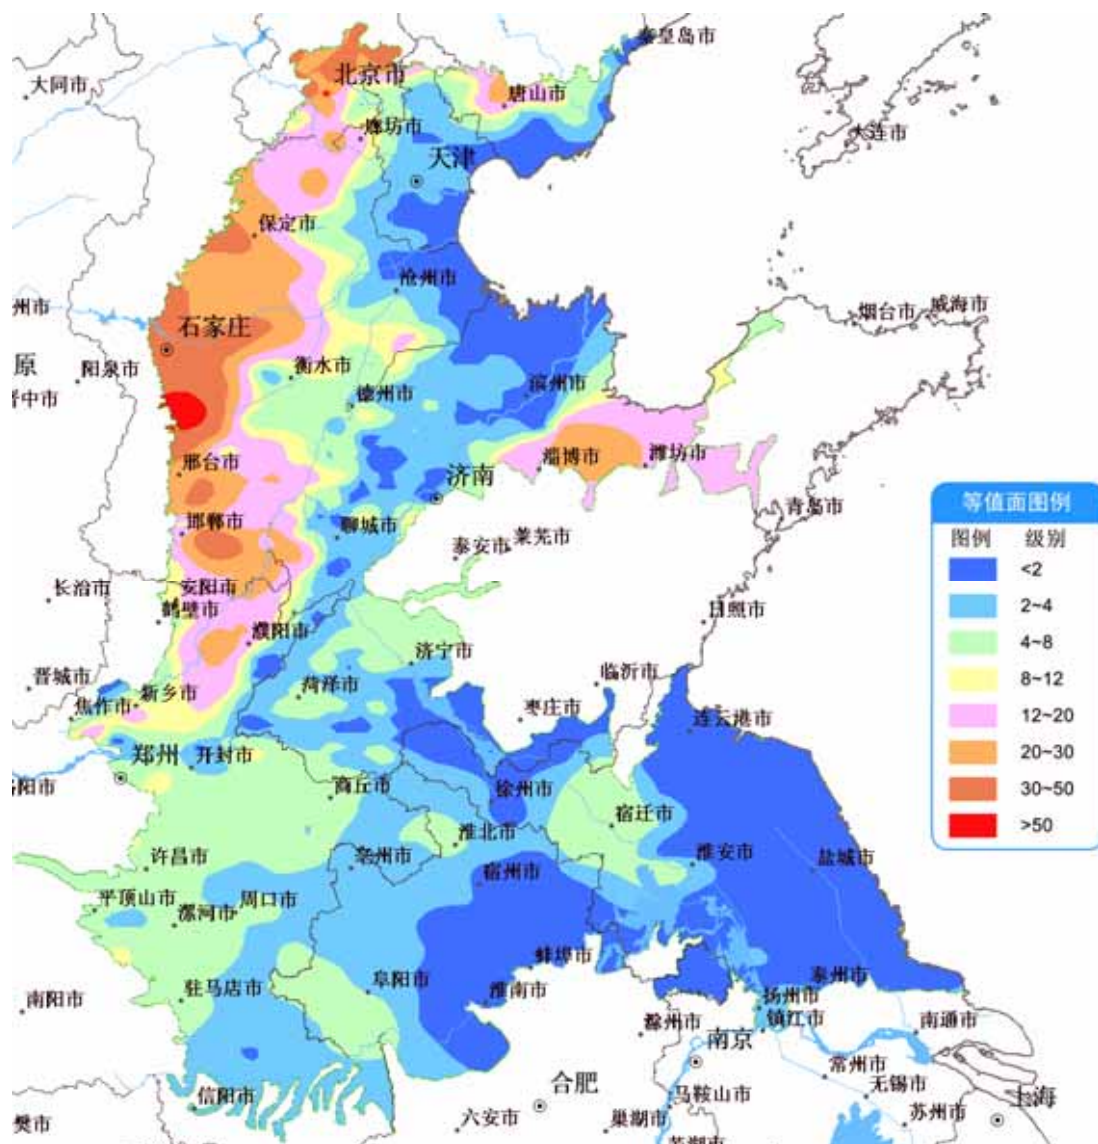 秦皇岛市
大同市
北京市
唐山市
大连市
廊坊市
天津
保定市
沧州市
州市
石家庄
烟台市
威海市
原
阳泉市
衡水市
晋中市
德州市
滨州市
邢台市
淄博市
潍坊市
济南
等值面图例
图例 级别
<2
2~4
4~8
8~12
12~20
20~30
30~50
>50
青岛市
邯郸市
聊城市
泰安市
莱芜市
长治市
安阳市
鹤壁市
日照市
濮阳市
济宁市
晋城市
临沂市
焦作市
新乡市
菏泽市
枣庄市
连云港市
郑州
开封市
洛阳市
商丘市
徐州市
宿迁市
淮北市
许昌市
亳州市
宿州市
淮安市
盐城市
平顶山市
漯河市
周口市
蚌埠市
驻马店市
阜阳市
淮南市
泰州市
南阳市
扬州市
滁州市
镇江市
南通市
南京
常州市
信阳市
合肥
无锡市
马鞍山市
上海
樊市
六安市
巢湖市
苏州市
芜湖市